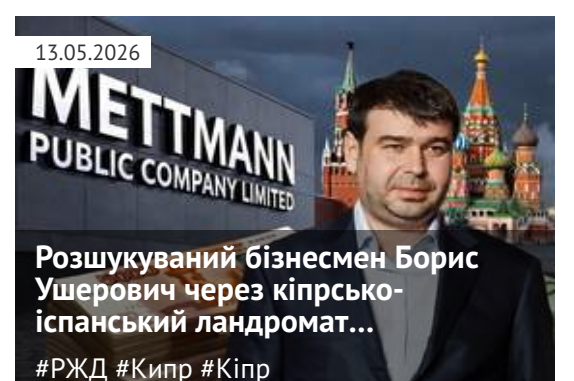 13.05.2026
METTMANN
PUBLIC COMPANY LIMITED
Розшукуваний бізнесмен Борис
Ушерович через кіпрсько-
іспанський ландромат...
#РЖД #Кипр #Кіпр